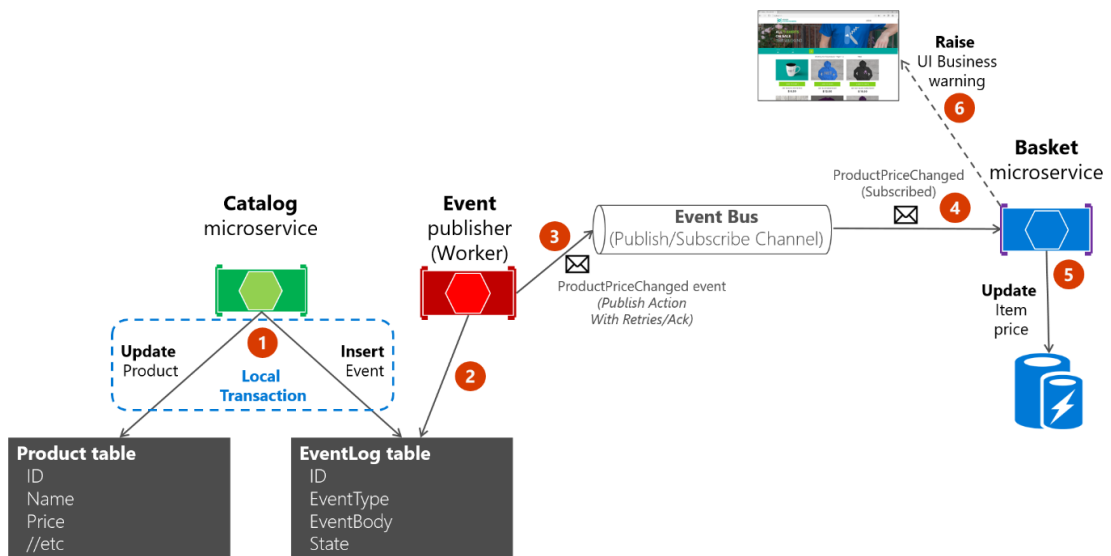 Raise
UI Business
warning
6
Basket
microservice
ProductPriceChanged
(Subscribed)
4
Catalog
microservice
Event
publisher
(Worker)
3
Event Bus
(Publish/Subscribe Channel)
ProductPriceChanged event
(Publish Action
With Retries/Ack)
5
Update
Item
price
1
Update
Product
Insert
Event
Local
Transaction
2
Product table
ID
Name
Price
//etc
EventLog table
ID
EventType
EventBody
State